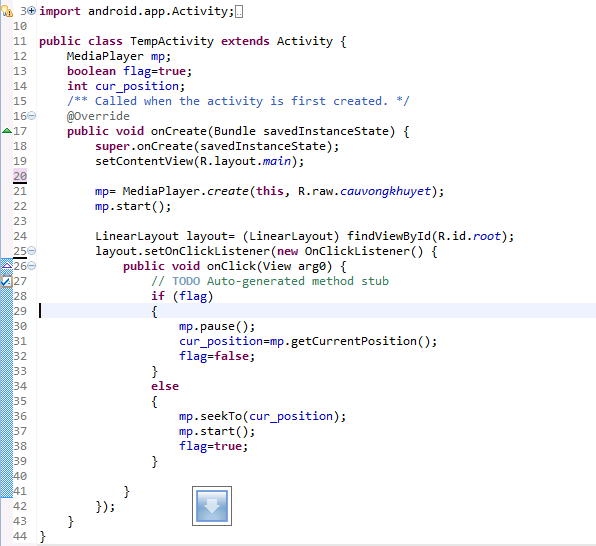 3 import android.app.Activity;
10
11 public class TempActivity extends Activity {
12     MediaPlayer mp;
13     boolean flag=true;
14     int cur_position;
15     /** Called when the activity is first created. */
16     @Override
17     public void onCreate(Bundle savedInstanceState) {
18         super.onCreate(savedInstanceState);
19         setContentView(R.layout.main);
20
21         mp= MediaPlayer.create(this, R.raw.cauvongkhuyet);
22         mp.start();
23
24         LinearLayout layout= (LinearLayout) findViewById(R.id.root);
25         layout.setOnClickListener(new OnClickListener() {
26             public void onClick(View arg0) {
27                 // TODO Auto-generated method stub
28                 if (flag)
29                 {
30                     mp.pause();
31                     cur_position=mp.getCurrentPosition();
32                     flag=false;
33                 }
34                 else
35                 {
36                     mp.seekTo(cur_position);
37                     mp.start();
38                     flag=true;
39                 }
40
41             }
42         });
43     }
44 }